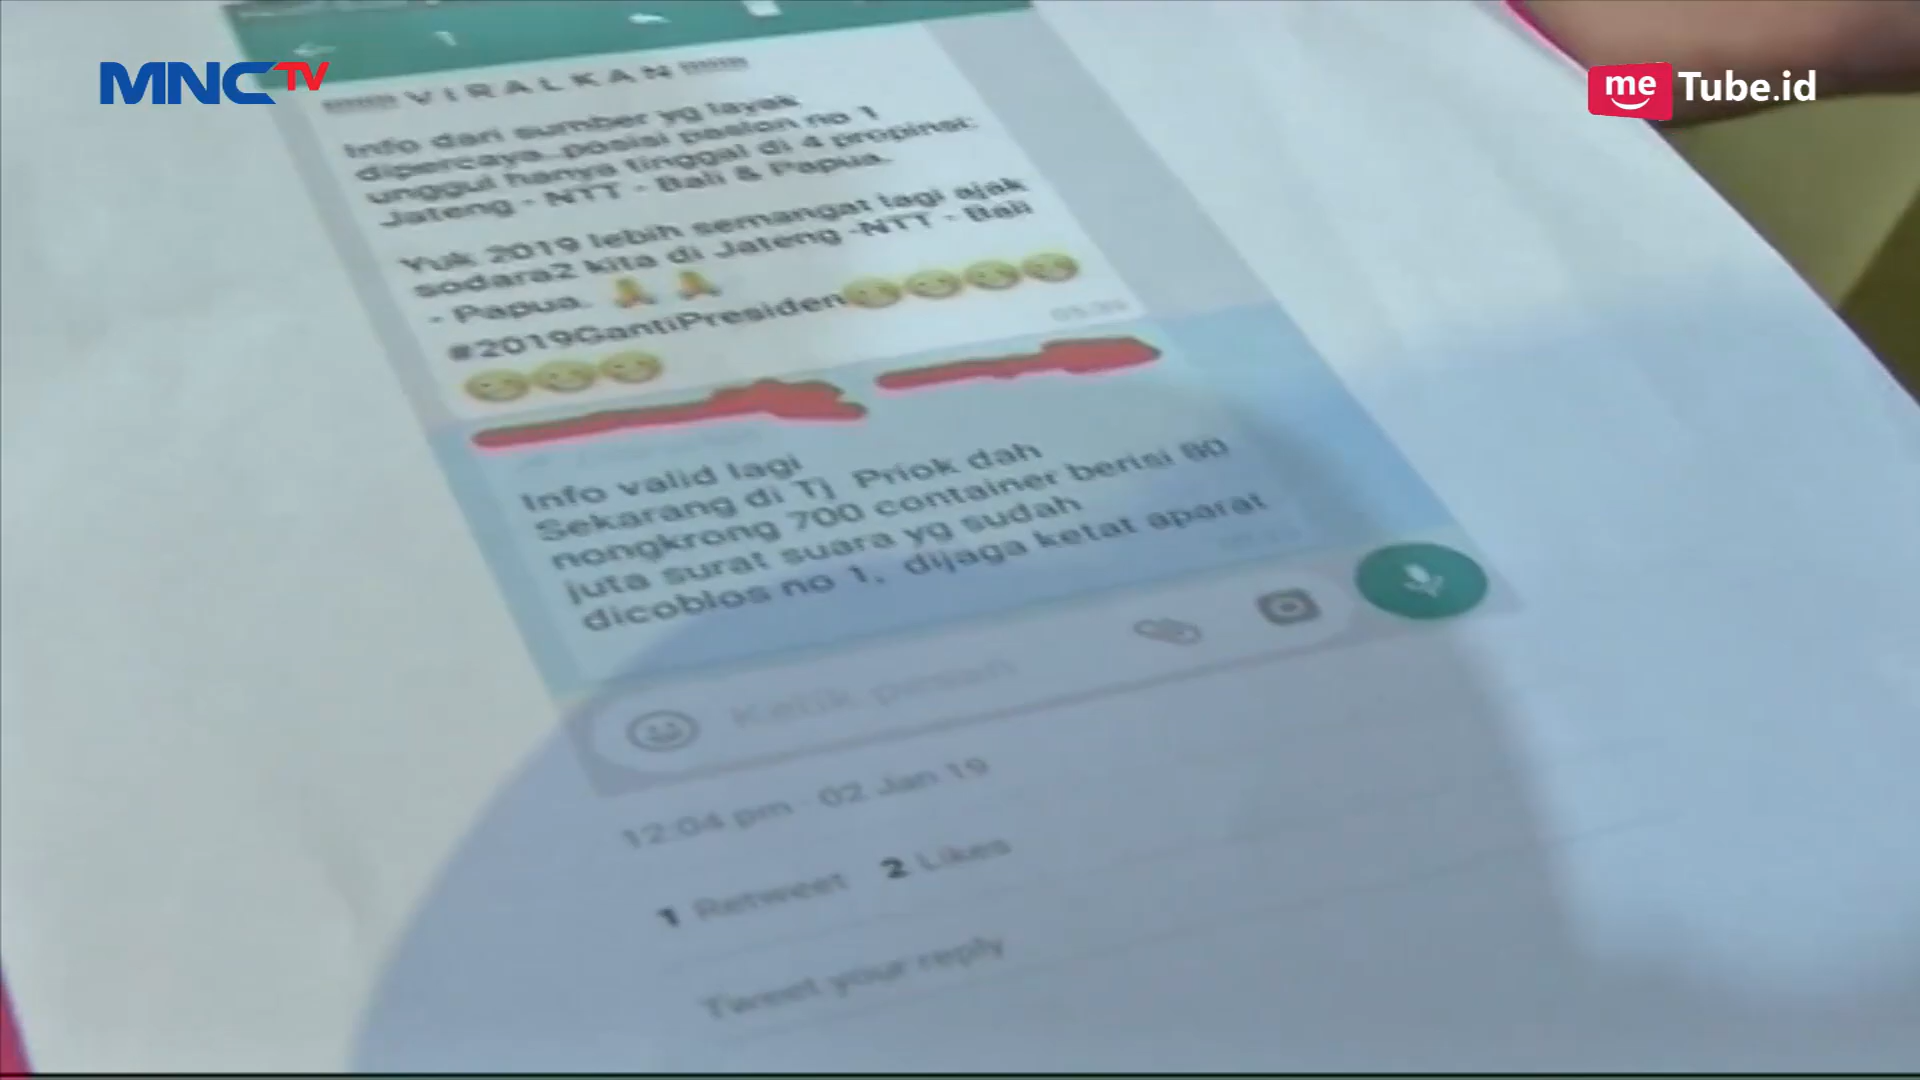 MNCTV
me Tube.id
VIRALKAN
Info dari sumber yg layak
dipercaya..posisi paslon no 1
unggul hanya tinggal di 4 propinsi:
Jateng - NTT - Bali & Papua.
Yuk 2019 lebih semangat lagi ajak
sodara2 kita di Jateng -NTT - Bali
- Papua. 🙏 🙏
#2019GantiPresiden
Info valid lagi
Sekarang di Tj Priok dah
nongkrong 700 container berisi 80
juta surat suara yg sudah
dicoblos no 1, dijaga ketat aparat
Ketik pesan
12:04 pm · 02 Jan 19
1 Retweet 2 Likes
Tweet your reply